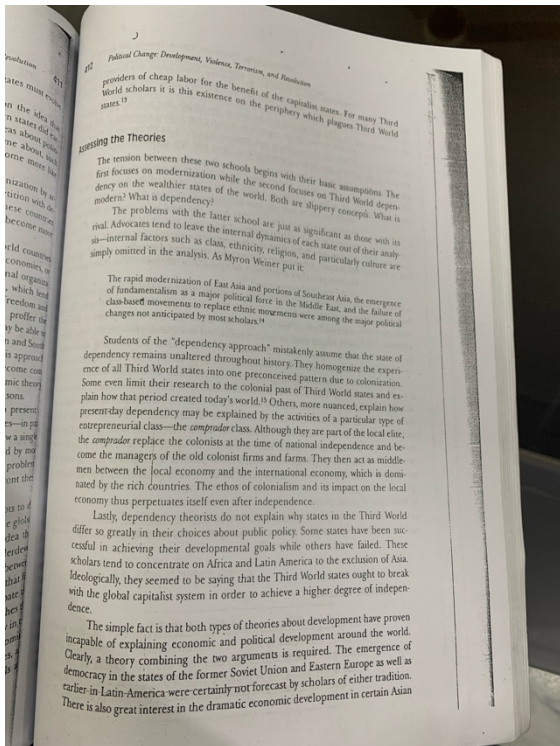 412 Political Change: Development, Violence, Terrorism, and Revolution
providers of cheap labor for the benefit of the capitalist states. For many Third
World scholars it is this existence on the periphery which plagues Third World
states.13
Assessing the Theories
The tension between these two schools begins with their basic assumptions. The
first focuses on modernization while the second focuses on Third World depen-
dency on the wealthier states of the world. Both are slippery concepts. What is
modern? What is dependency?
The problems with the latter school are just as significant as those with its
rival. Advocates tend to leave the internal dynamics of each state out of their analy-
sis—internal factors such as class, ethnicity, religion, and particularly culture are
simply omitted in the analysis. As Myron Weiner put it:
The rapid modernization of East Asia and portions of Southeast Asia, the emergence
of fundamentalism as a major political force in the Middle East, and the failure of
class-based movements to replace ethnic movements were among the major political
changes not anticipated by most scholars.14
Students of the "dependency approach" mistakenly assume that the state of
dependency remains unaltered throughout history. They homogenize the experi-
ence of all Third World states into one preconceived pattern due to colonization.
Some even limit their research to the colonial past of Third World states and ex-
plain how that period created today's world.15 Others, more nuanced, explain how
present-day dependency may be explained by the activities of a particular type of
entrepreneurial class—the comprador class. Although they are part of the local elite,
the comprador replace the colonists at the time of national independence and be-
come the managers of the old colonist firms and farms. They then act as middle-
men between the local economy and the international economy, which is domi-
nated by the rich countries. The ethos of colonialism and its impact on the local
economy thus perpetuates itself even after independence.
Lastly, dependency theorists do not explain why states in the Third World
differ so greatly in their choices about public policy. Some states have been suc-
cessful in achieving their developmental goals while others have failed. These
scholars tend to concentrate on Africa and Latin America to the exclusion of Asia.
Ideologically, they seemed to be saying that the Third World states ought to break
with the global capitalist system in order to achieve a higher degree of indepen-
dence.
The simple fact is that both types of theories about development have proven
incapable of explaining economic and political development around the world.
Clearly, a theory combining the two arguments is required. The emergence of
democracy in the states of the former Soviet Union and Eastern Europe as well as
earlier in Latin America were certainly not forecast by scholars of either tradition.
There is also great interest in the dramatic economic development in certain Asian